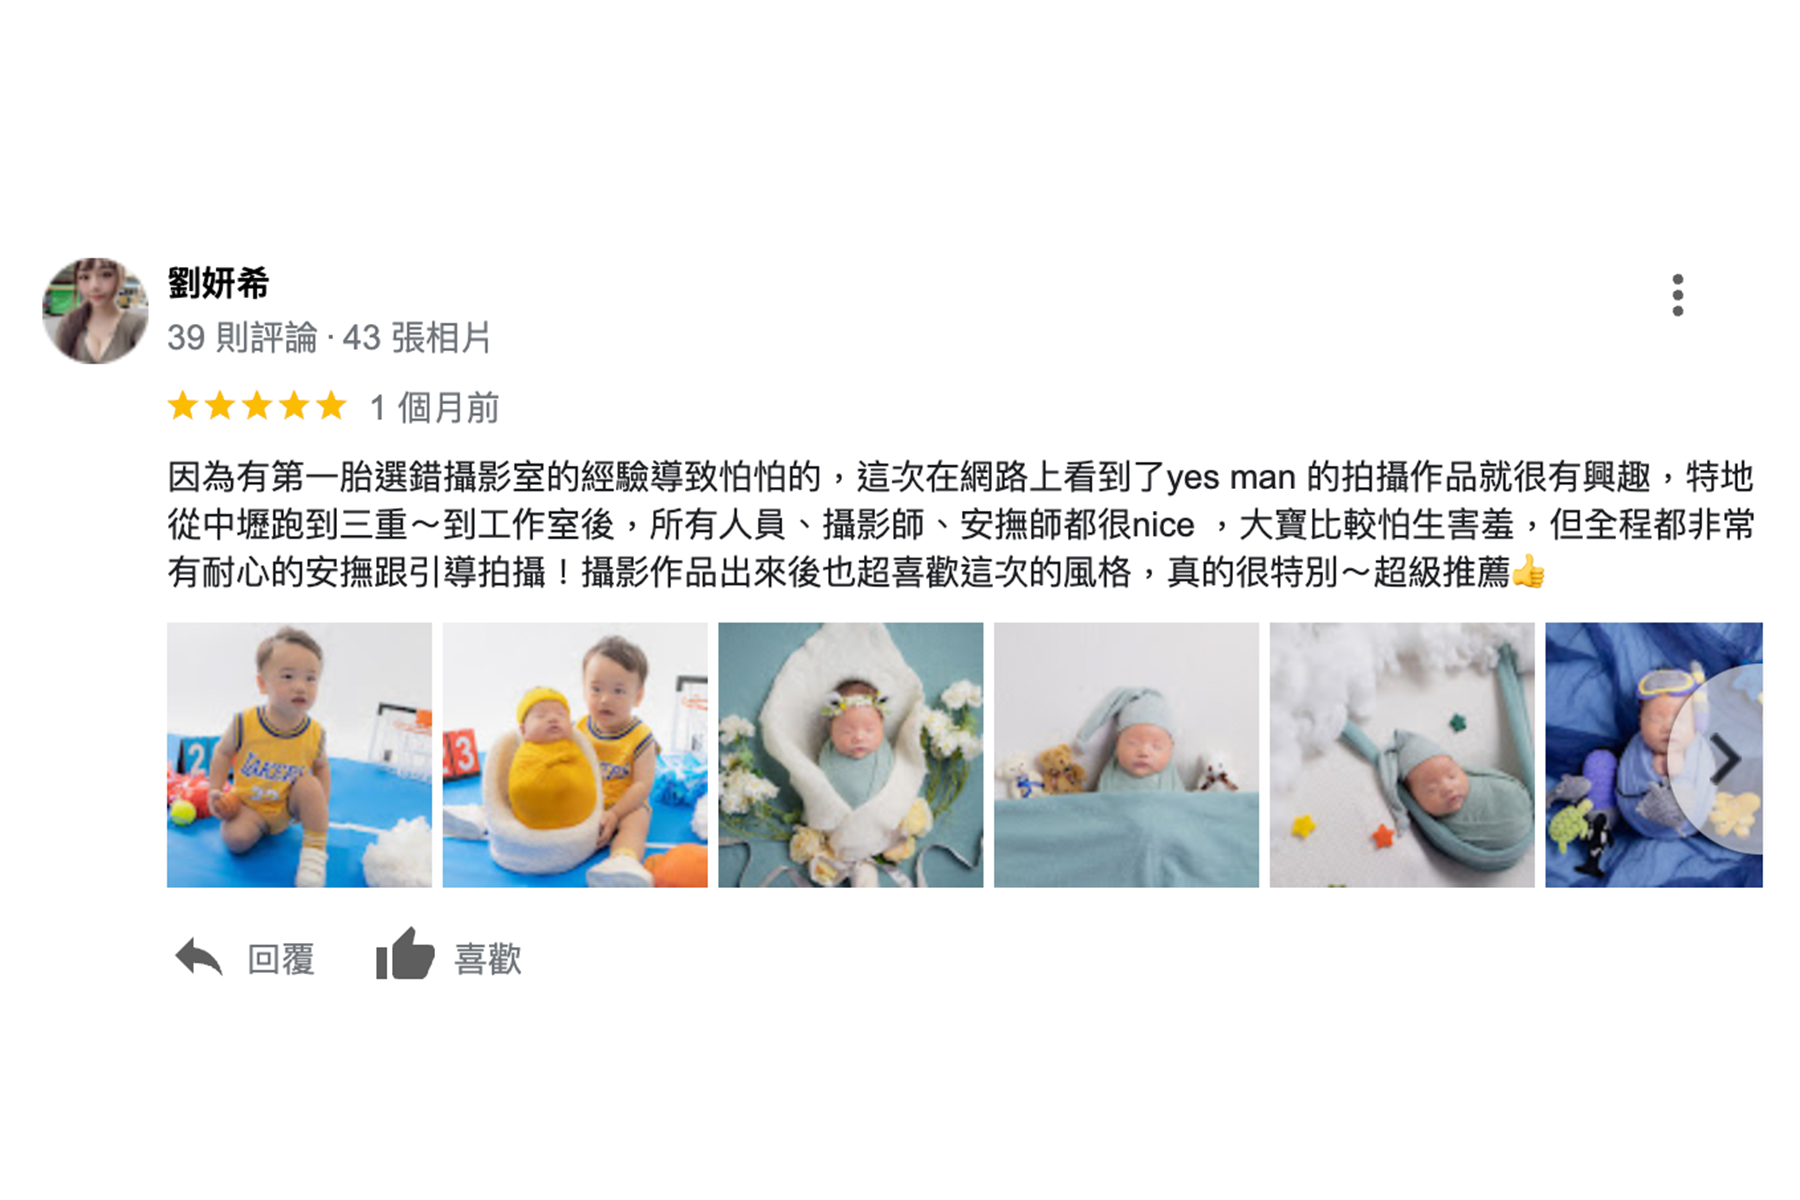 劉妍希
39 則評論 · 43 張相片
1 個月前
因為有第一胎選錯攝影室的經驗導致怕怕的，這次在網路上看到了yes man 的拍攝作品就很有興趣，特地
從中壢跑到三重～到工作室後，所有人員、攝影師、安撫師都很nice ，大寶比較怕生害羞，但全程都非常
有耐心的安撫跟引導拍攝！攝影作品出來後也超喜歡這次的風格，真的很特別～超級推薦👍
2
LAKERS
3
回覆
喜歡